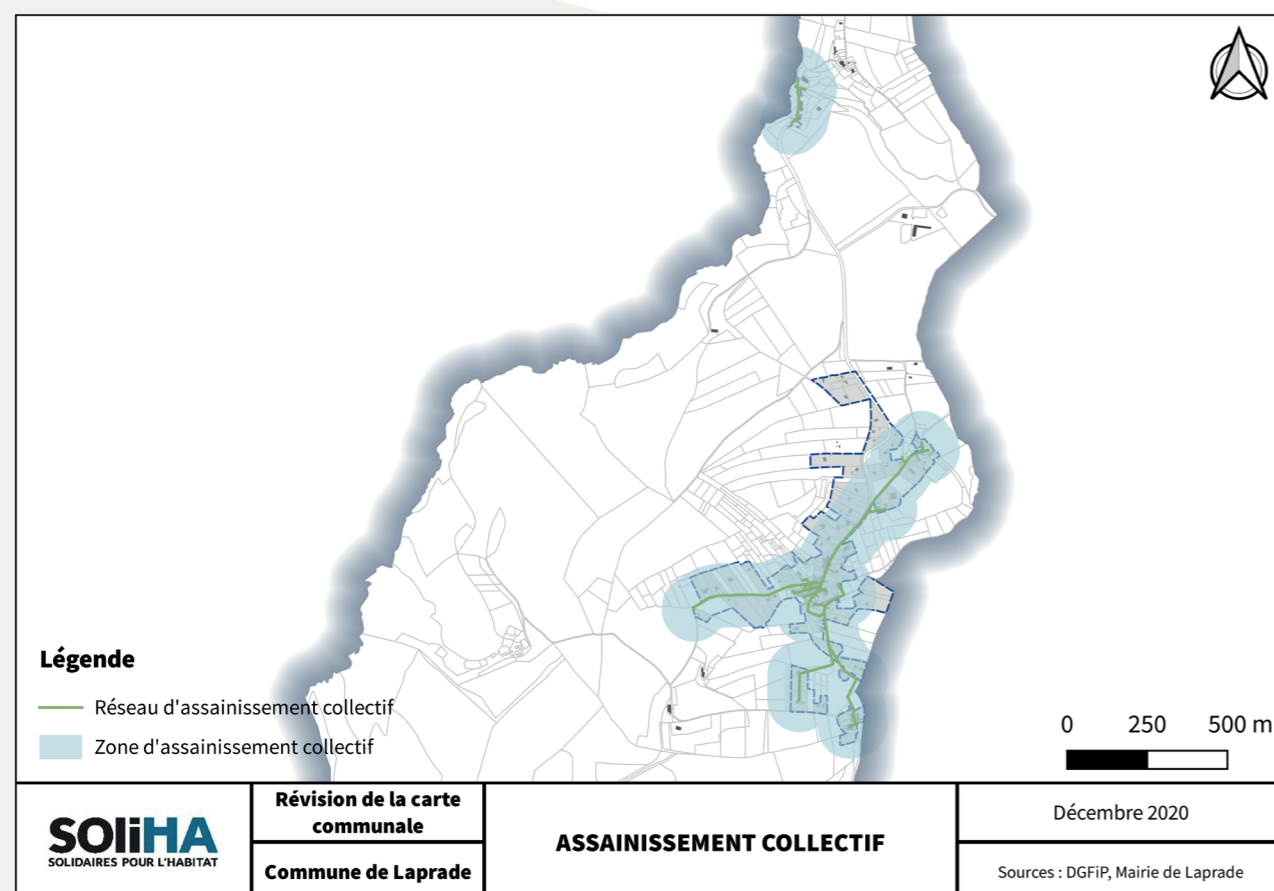 Légende
Réseau d'assainissement collectif
Zone d'assainissement collectif
0 250 500 m
SOliHA
SOLIDAIRES POUR L'HABITAT
Révision de la carte
communale
Commune de Laprade
ASSAINISSEMENT COLLECTIF
Décembre 2020
Sources : DGFiP, Mairie de Laprade